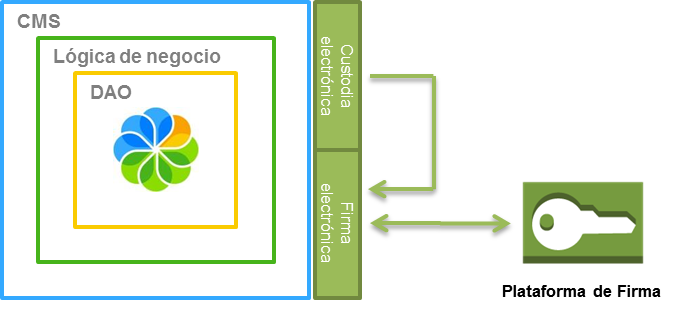 CMS
Lógica de negocio
DAO
Custodia
electrónica
Firma
electrónica
Plataforma de Firma